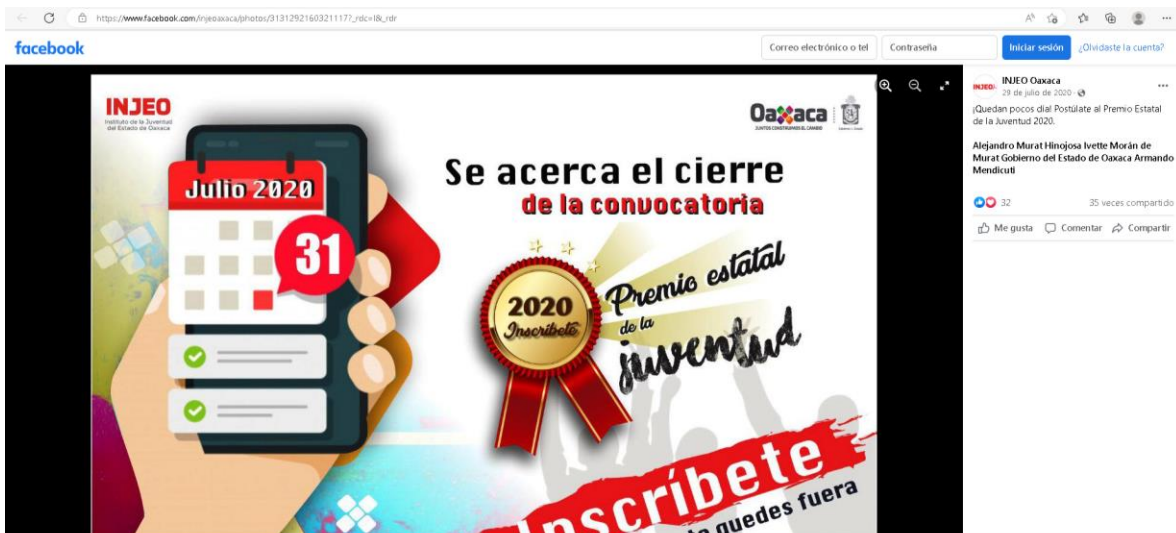 https://www.facebook.com/injeoaxaca/photos/3131292160321117?_rdc=1&_rdr
facebook
Correo electrónico o tel
Contraseña
Iniciar sesión
¿Olvidaste la cuenta?
INJEO
Instituto de la Juventud
del Estado de Oaxaca
Oaxaca
JUNTOS CONSTRUIMOS EL CAMBIO
Julio 2020
31
Se acerca el cierre
de la convocatoria
2020
Inscríbete
Premio estatal
de la
juventud
Inscríbete
quedes fuera
INJEO
INJEO Oaxaca
29 de julio de 2020 ·
¡Quedan pocos día! Postúlate al Premio Estatal
de la Juventud 2020.
Alejandro Murat Hinojosa Ivette Morán de
Murat Gobierno del Estado de Oaxaca Armando
Mendicuti
32
35 veces compartido
Me gusta
Comentar
Compartir